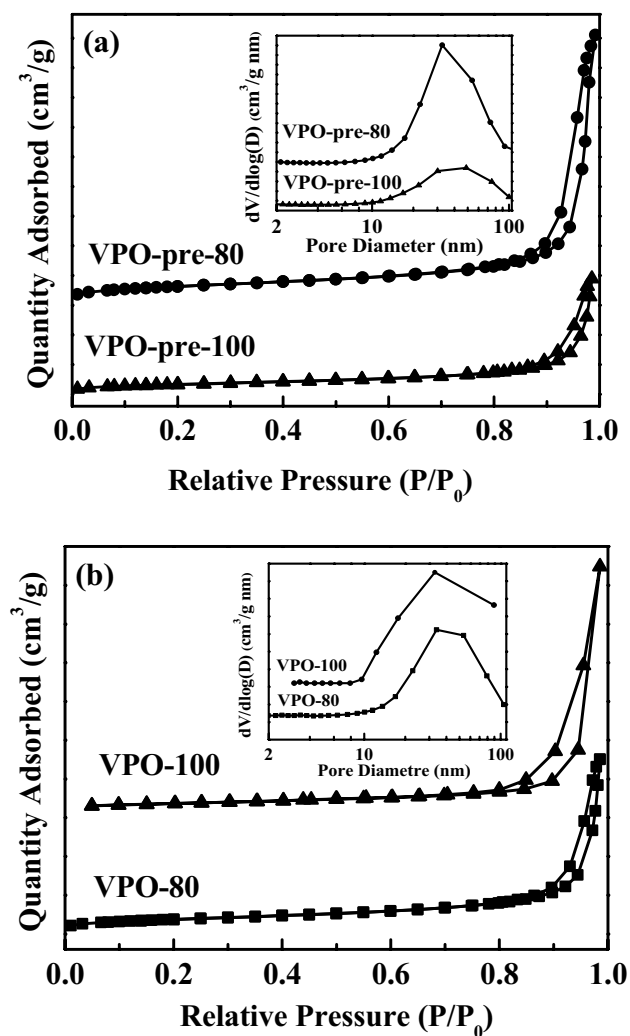 (a)
Quantity Adsorbed (cm³/g)
dV/dlog(D) (cm³/g nm)
VPO-pre-80
VPO-pre-100
2 10 100
Pore Diameter (nm)
VPO-pre-80
VPO-pre-100
0.0 0.2 0.4 0.6 0.8 1.0
Relative Pressure (P/P₀)
(b)
Quantity Adsorbed (cm³/g)
dV/dlog(D) (cm³/g nm)
VPO-100
VPO-80
2 10 100
Pore Diametre (nm)
VPO-100
VPO-80
0.0 0.2 0.4 0.6 0.8 1.0
Relative Pressure (P/P₀)